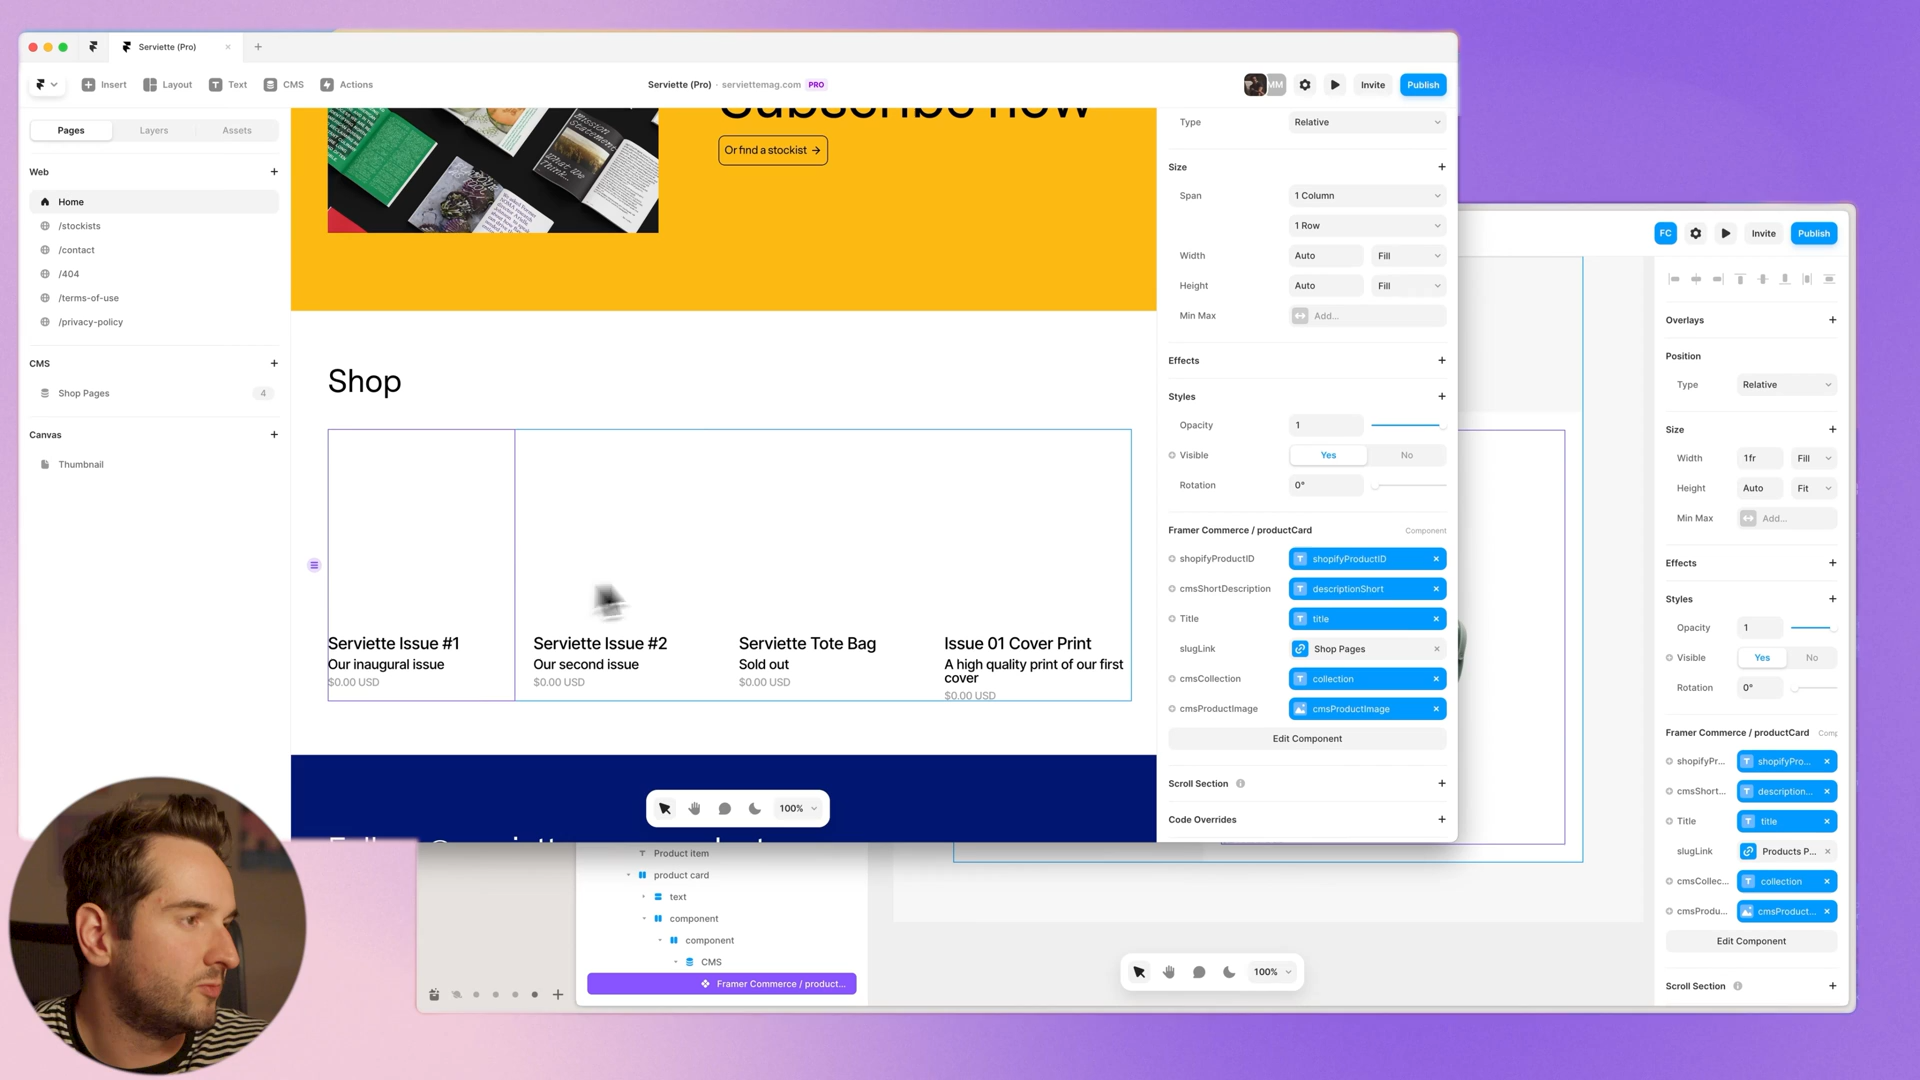 Serviette (Pro)
Insert
Layout
Text
CMS
Actions
Serviette (Pro) · serviettemag.com PRO
MM
Invite
Publish
Pages
Layers
Assets
Web
Home
/stockists
/contact
/404
/terms-of-use
/privacy-policy
CMS
Shop Pages 4
Canvas
Thumbnail
Subscribe now
Or find a stockist →
Shop
Serviette Issue #1
Our inaugural issue
$0.00 USD
Serviette Issue #2
Our second issue
$0.00 USD
Serviette Tote Bag
Sold out
$0.00 USD
Issue 01 Cover Print
A high quality print of our first
cover
$0.00 USD
100%
Type Relative
Size
Span 1 Column
1 Row
Width Auto Fill
Height Auto Fill
Min Max Add...
Effects
Styles
Opacity 1
Visible Yes No
Rotation 0°
Framer Commerce / productCard Component
shopifyProductID shopifyProductID
cmsShortDescription descriptionShort
Title title
slugLink Shop Pages
cmsCollection collection
cmsProductImage cmsProductImage
Edit Component
Scroll Section
Code Overrides
Product item
product card
text
component
component
CMS
Framer Commerce / product...
100%
FC
Invite
Publish
Overlays
Position
Type Relative
Size
Width 1fr Fill
Height Auto Fit
Min Max Add...
Effects
Styles
Opacity 1
Visible Yes No
Rotation 0°
Framer Commerce / productCard
shopifyPr... shopifyPro...
cmsShort... description...
Title title
slugLink Products P...
cmsCollec... collection
cmsProdu... cmsProduct...
Edit Component
Scroll Section